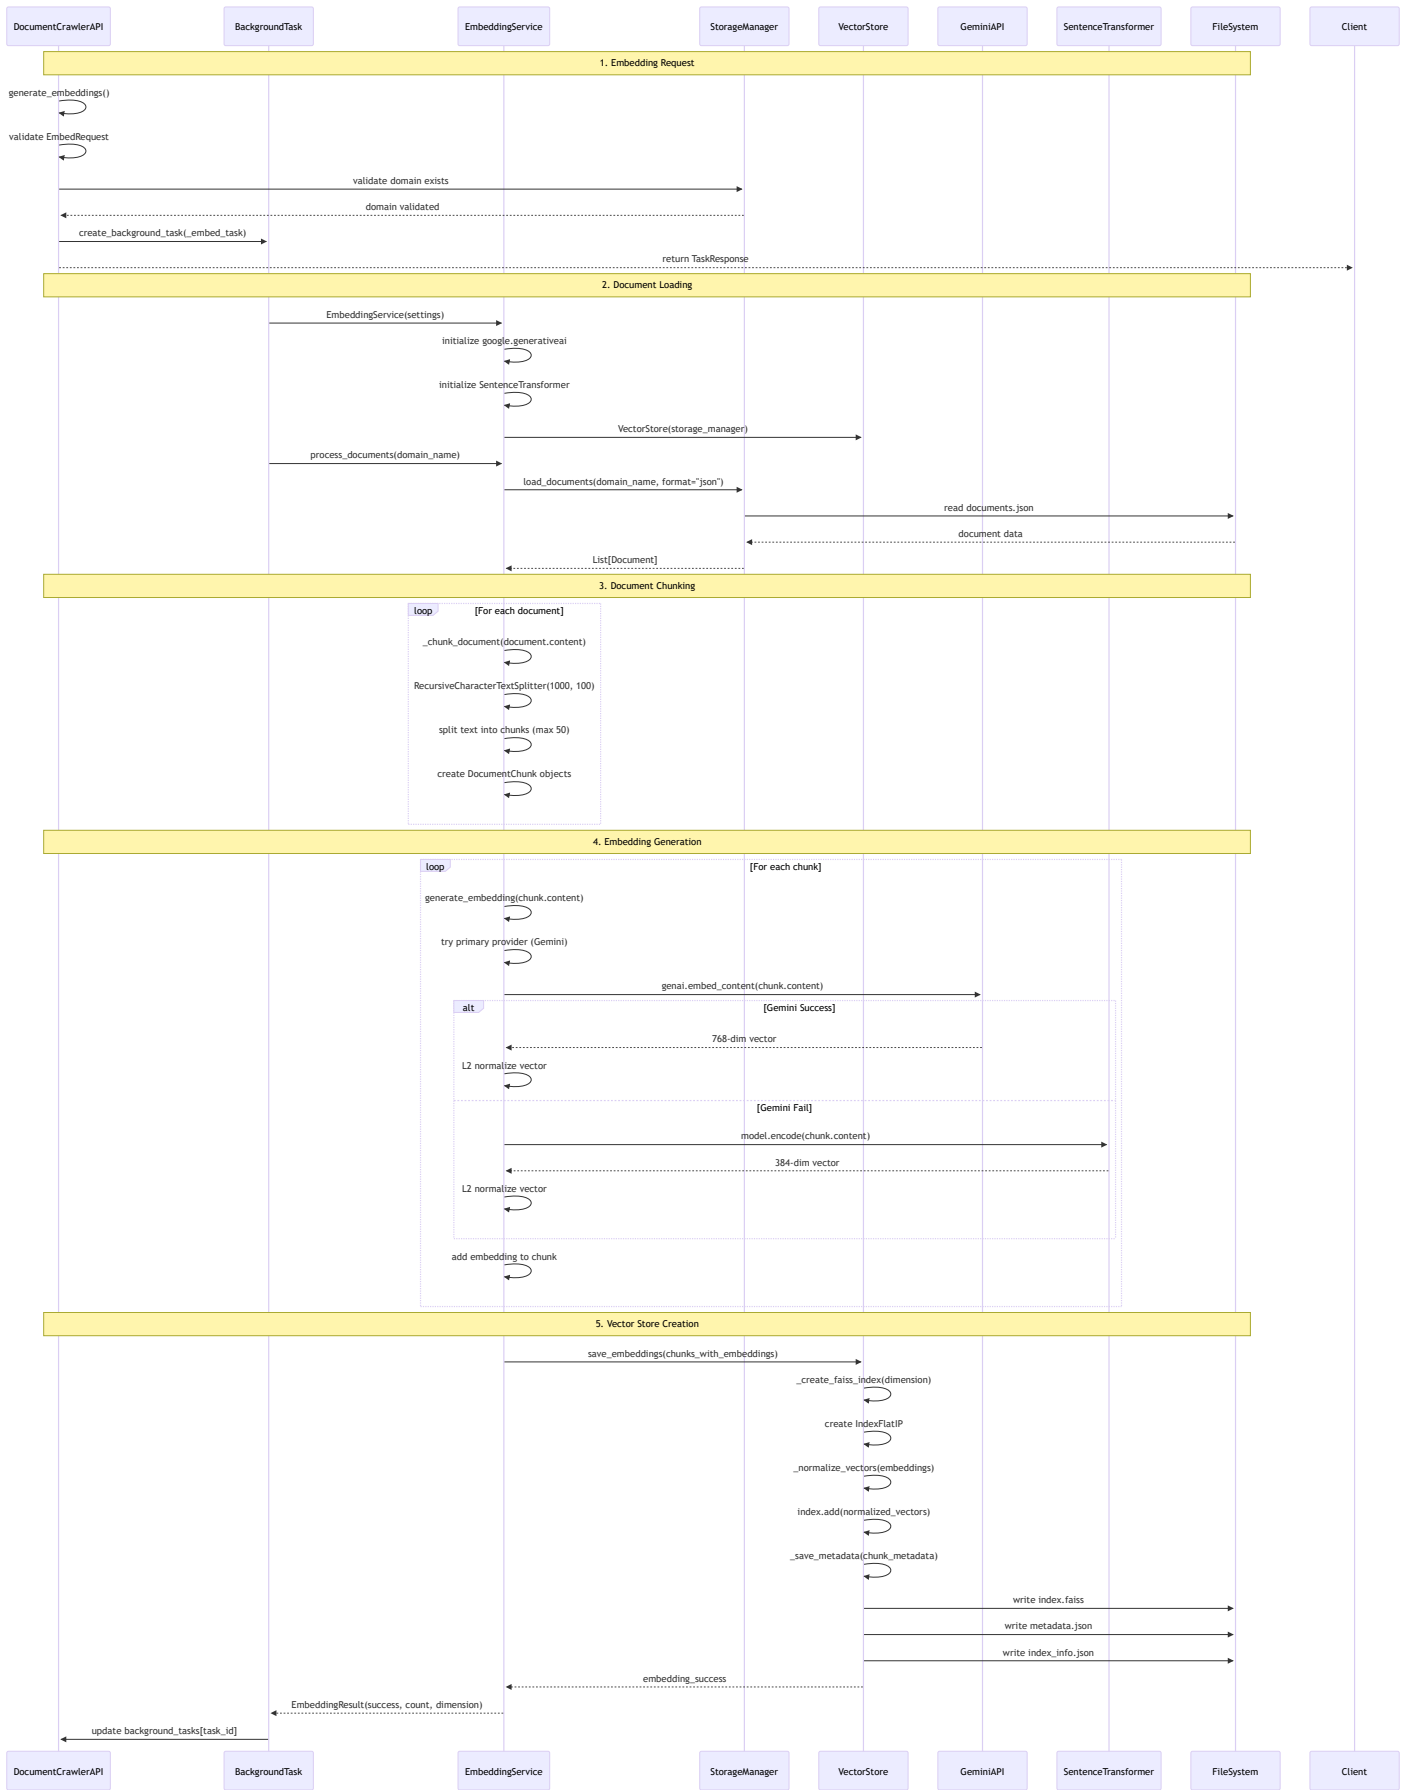 DocumentCrawlerAPI
BackgroundTask
EmbeddingService
StorageManager
VectorStore
GeminiAPI
SentenceTransformer
FileSystem
Client
1. Embedding Request
generate_embeddings()
validate EmbedRequest
validate domain exists
domain validated
create_background_task(_embed_task)
return TaskResponse
2. Document Loading
EmbeddingService(settings)
initialize google.generativeai
initialize SentenceTransformer
VectorStore(storage_manager)
process_documents(domain_name)
load_documents(domain_name, format="json")
read documents.json
document data
List[Document]
3. Document Chunking
loop
[For each document]
_chunk_document(document.content)
RecursiveCharacterTextSplitter(1000, 100)
split text into chunks (max 50)
create DocumentChunk objects
4. Embedding Generation
loop
[For each chunk]
generate_embedding(chunk.content)
try primary provider (Gemini)
genai.embed_content(chunk.content)
alt
[Gemini Success]
768-dim vector
L2 normalize vector
[Gemini Fail]
model.encode(chunk.content)
384-dim vector
L2 normalize vector
add embedding to chunk
5. Vector Store Creation
save_embeddings(chunks_with_embeddings)
_create_faiss_index(dimension)
create IndexFlatIP
_normalize_vectors(embeddings)
index.add(normalized_vectors)
_save_metadata(chunk_metadata)
write index.faiss
write metadata.json
write index_info.json
embedding_success
EmbeddingResult(success, count, dimension)
update background_tasks[task_id]
DocumentCrawlerAPI
BackgroundTask
EmbeddingService
StorageManager
VectorStore
GeminiAPI
SentenceTransformer
FileSystem
Client